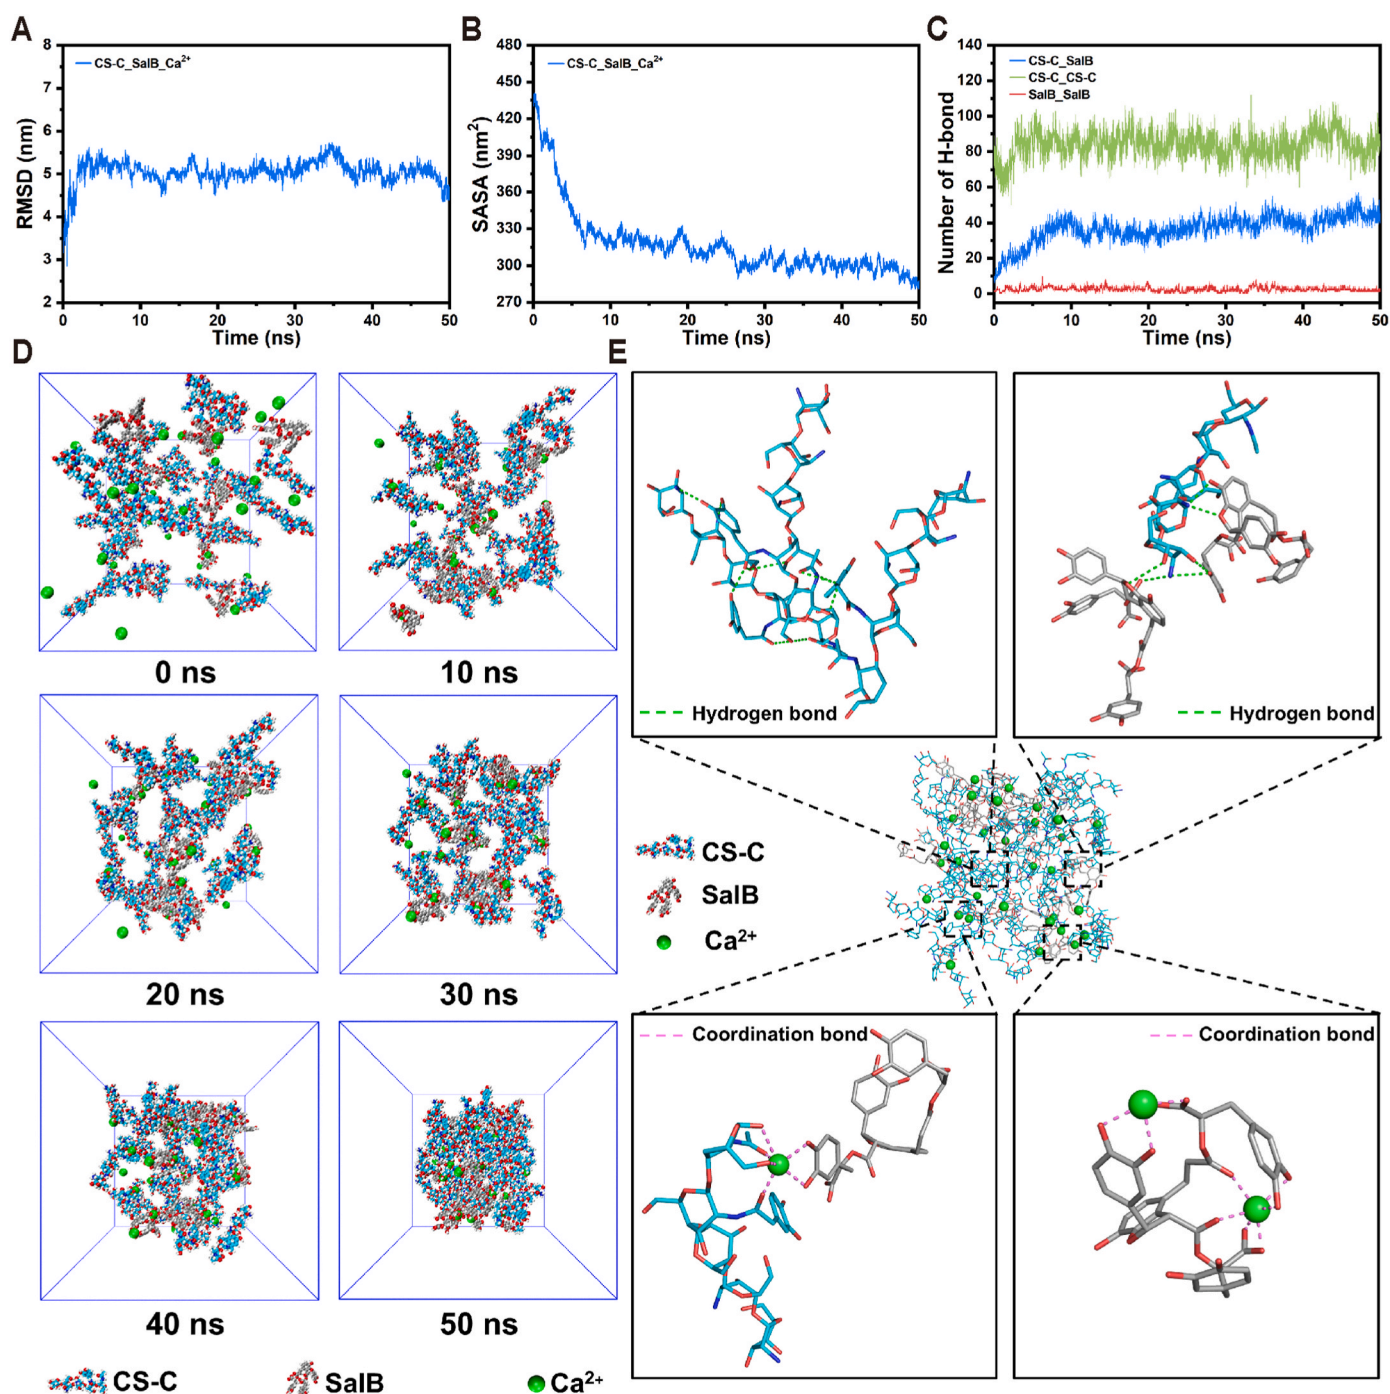 A
8
7
6
5
4
3
2
RMSD (nm)
CS-C_SalB_Ca²⁺
0 10 20 30 40 50
Time (ns)
B
480
450
420
390
360
330
300
270
SASA (nm²)
CS-C_SalB_Ca²⁺
0 10 20 30 40 50
Time (ns)
C
140
120
100
80
60
40
20
0
Number of H-bond
CS-C_SalB
CS-C_CS-C
SalB_SalB
0 10 20 30 40 50
Time (ns)
D
0 ns
10 ns
20 ns
30 ns
40 ns
50 ns
CS-C
SalB
Ca²⁺
E
Hydrogen bond
Hydrogen bond
CS-C
SalB
Ca²⁺
Coordination bond
Coordination bond